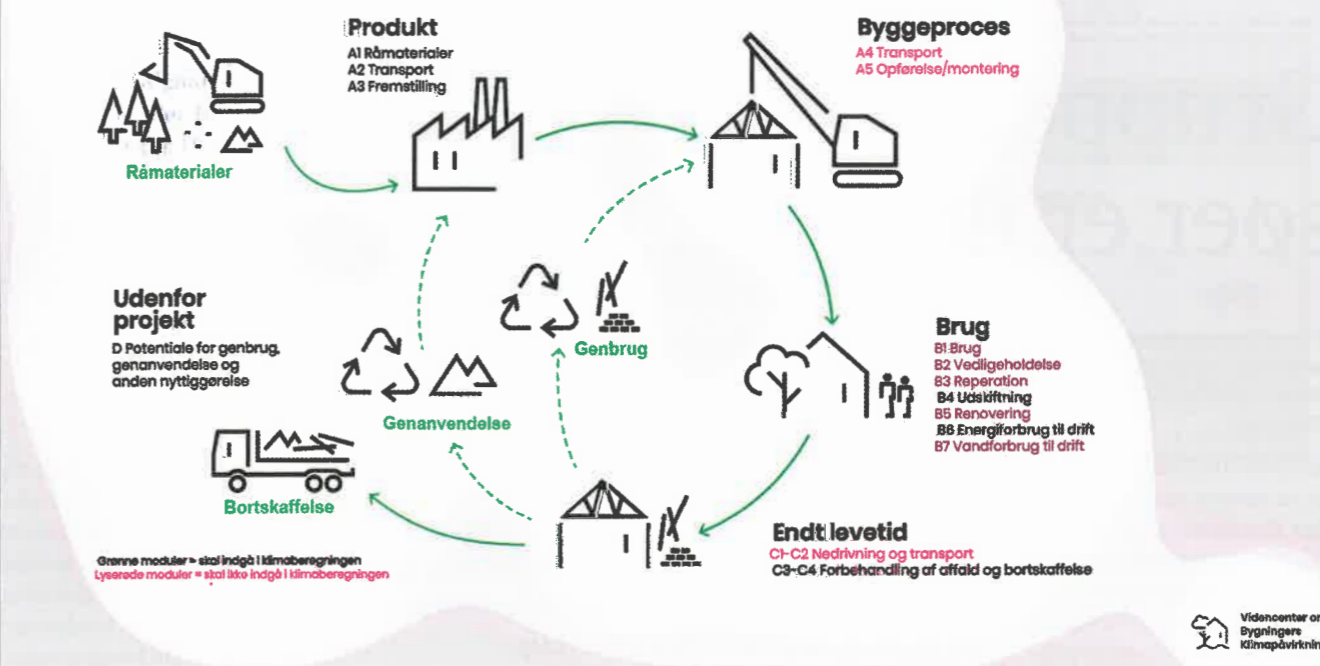 Produkt
A1 Råmaterialer
A2 Transport
A3 Fremstilling
Byggeproces
A4 Transport
A5 Opførelse/montering
Råmaterialer
Udenfor
projekt
D Potentiale for genbrug,
genanvendelse og
anden nyttiggørelse
Genbrug
Genanvendelse
Brug
B1 Brug
B2 Vedligeholdelse
B3 Reperation
B4 Udskiftning
B5 Renovering
B6 Energiforbrug til drift
B7 Vandforbrug til drift
Bortskaffelse
Endt levetid
C1-C2 Nedrivning og transport
C3-C4 Forbehandling af affald og bortskaffelse
Grønne moduler = skal indgå i klimaberegningen
Lyserøde moduler = skal ikke indgå i klimaberegningen
Videncenter
Bygningers